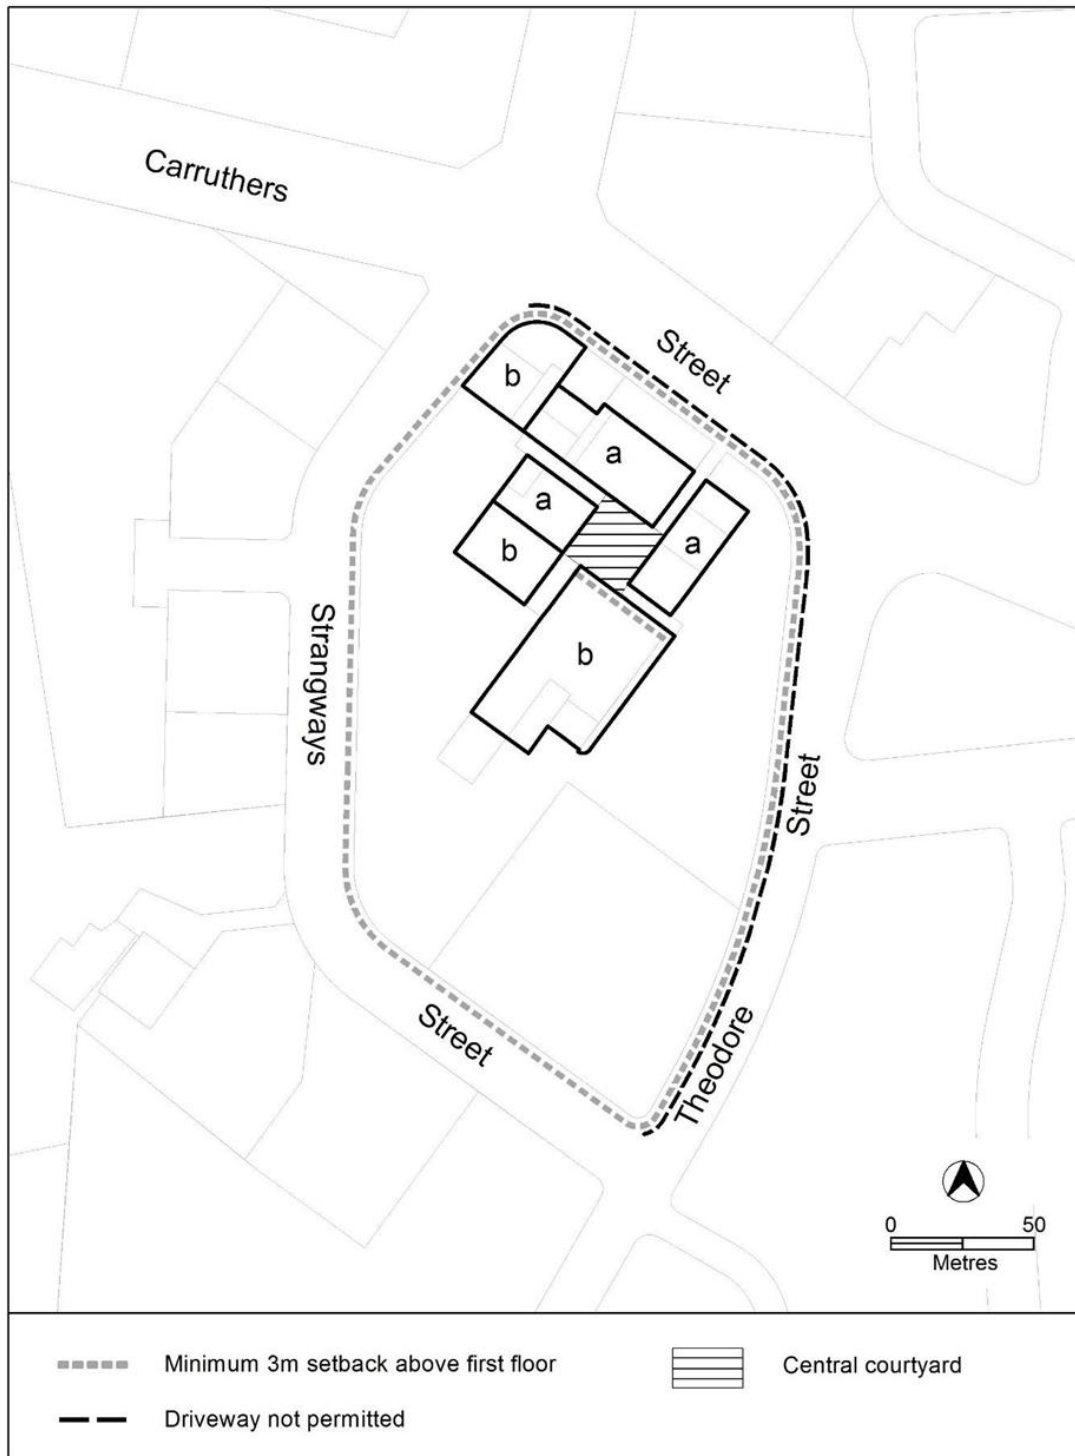 Carruthers
Street
b
a
a
b
a
b
Strangways
Street
Street
Theodore
0 50
Metres
Minimum 3m setback above first floor
Central courtyard
Driveway not permitted